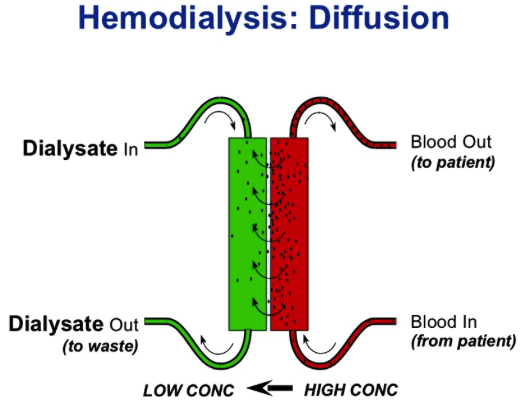 Hemodialysis: Diffusion
Dialysate In
Blood Out
(to patient)
Dialysate Out
(to waste)
Blood In
(from patient)
LOW CONC
HIGH CONC